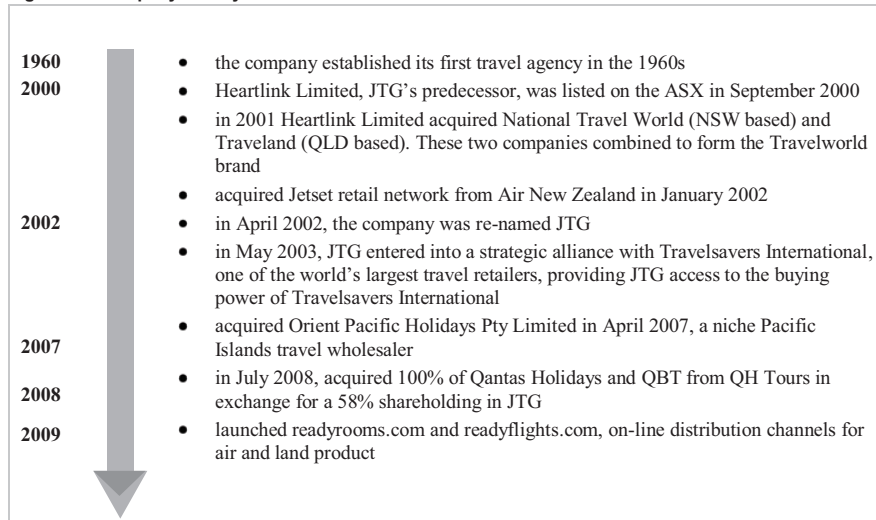 1960
• the company established its first travel agency in the 1960s
2000
• Heartlink Limited, JTG's predecessor, was listed on the ASX in September 2000
• in 2001 Heartlink Limited acquired National Travel World (NSW based) and
Traveland (QLD based). These two companies combined to form the Travelworld
brand
• acquired Jetset retail network from Air New Zealand in January 2002
2002
• in April 2002, the company was re-named JTG
• in May 2003, JTG entered into a strategic alliance with Travelsavers International,
one of the world's largest travel retailers, providing JTG access to the buying
power of Travelsavers International
• acquired Orient Pacific Holidays Pty Limited in April 2007, a niche Pacific
2007
Islands travel wholesaler
• in July 2008, acquired 100% of Qantas Holidays and QBT from QH Tours in
2008
exchange for a 58% shareholding in JTG
2009
• launched readyrooms.com and readyflights.com, on-line distribution channels for
air and land product